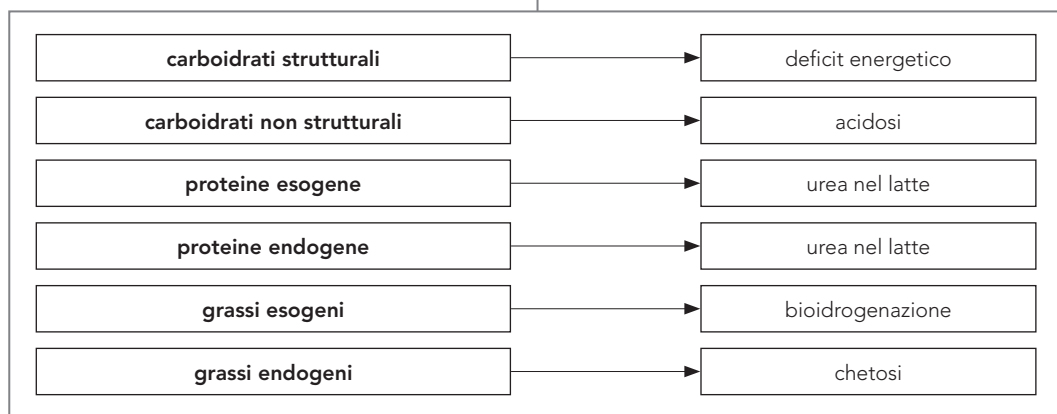 carboidrati strutturali deficit energetico
carboidrati non strutturali acidosi
proteine esogene urea nel latte
proteine endogene urea nel latte
grassi esogeni bioidrogenazione
grassi endogeni chetosi